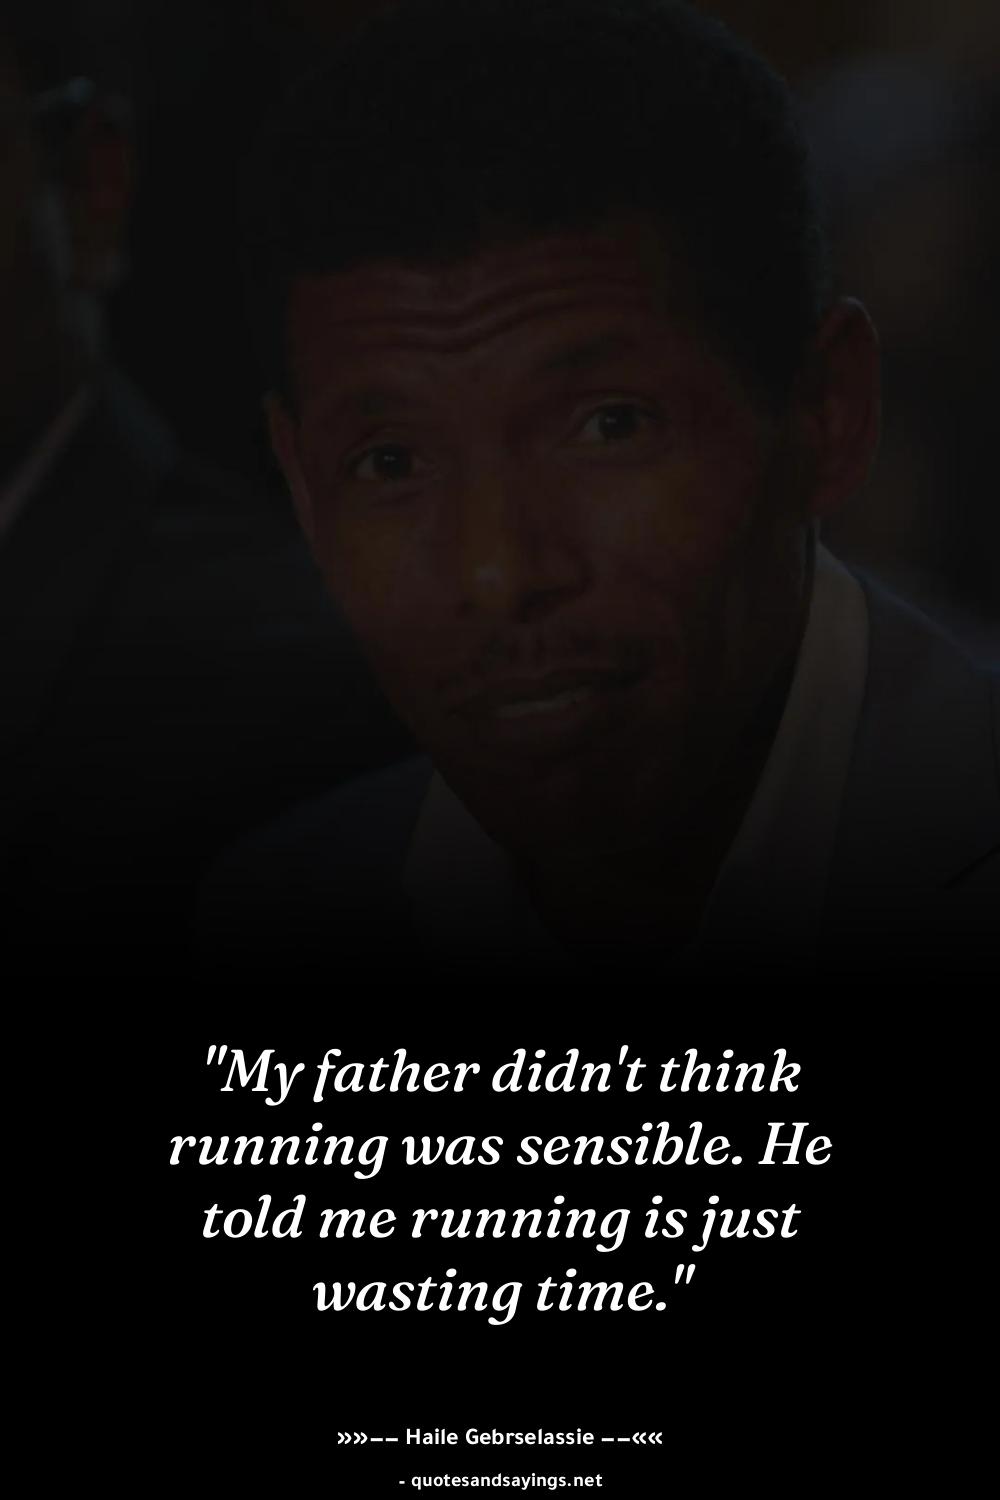 "My father didn't think
running was sensible. He
told me running is just
wasting time."
»»−− Haile Gebrselassie −−««
- quotesandsayings.net